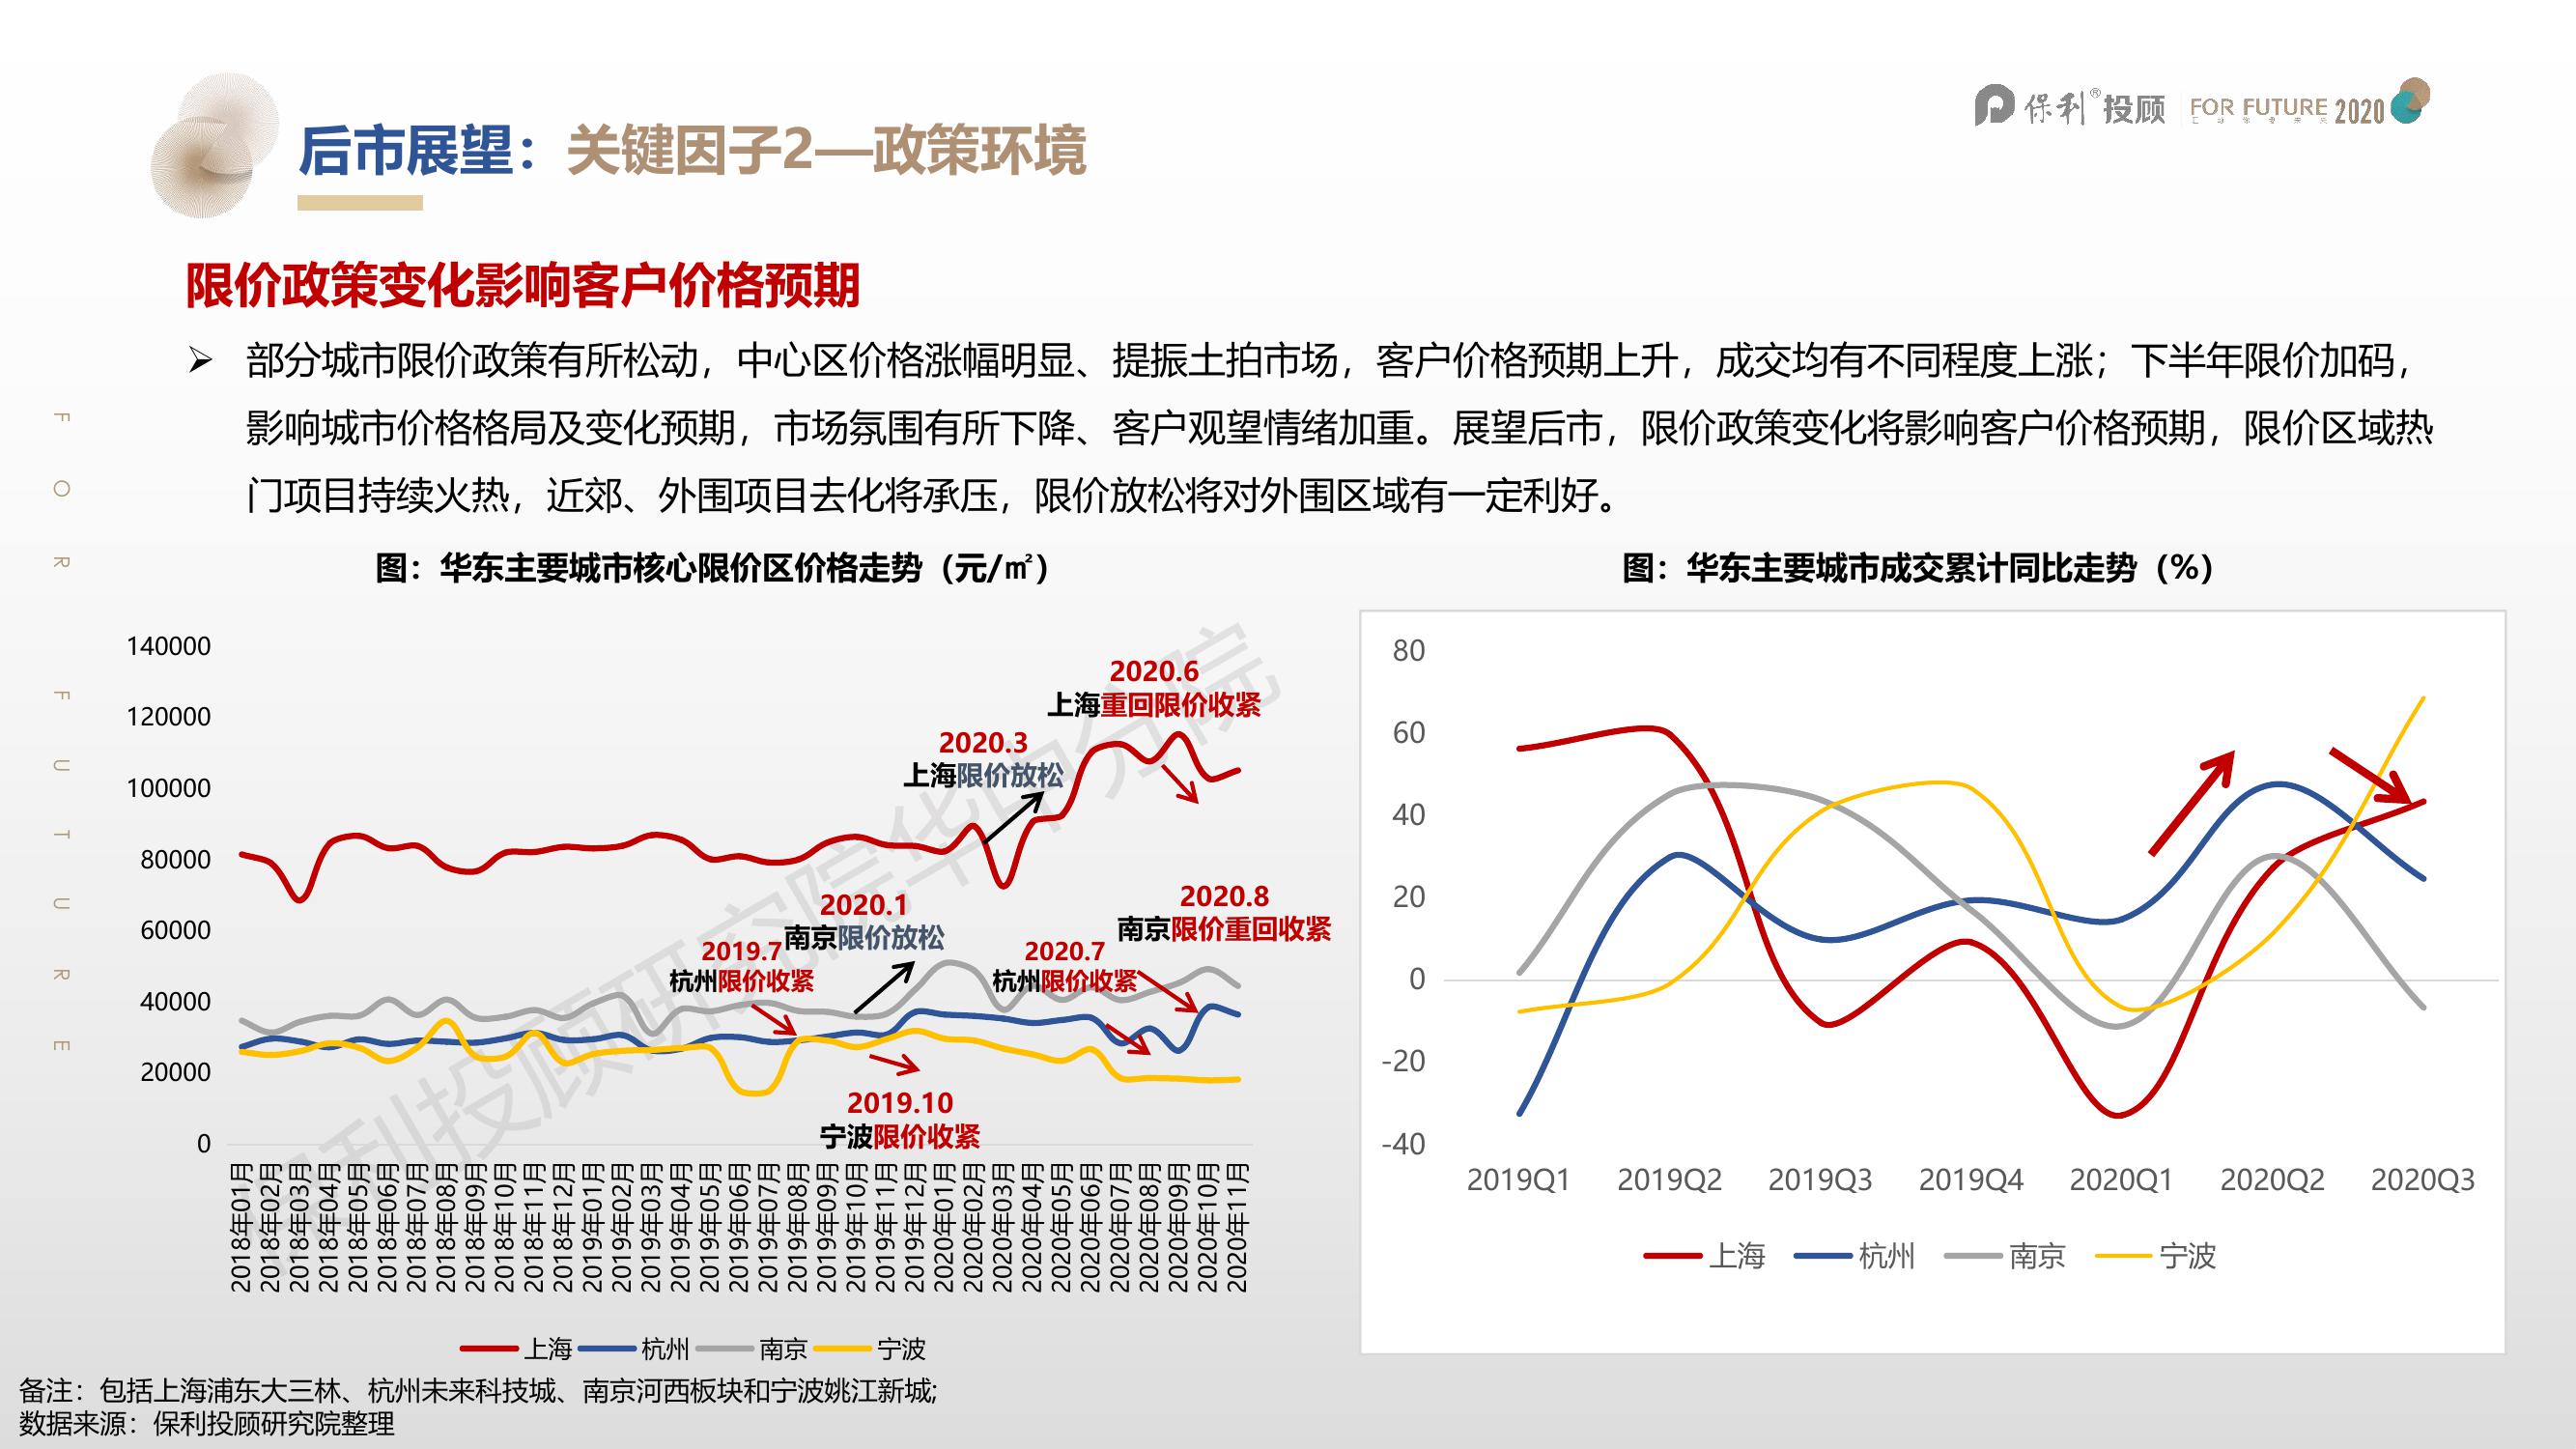 后市展望：关键因子2—政策环境
保利®投顾 FOR FUTURE 2020
限价政策变化影响客户价格预期
➢ 部分城市限价政策有所松动，中心区价格涨幅明显、提振土拍市场，客户价格预期上升，成交均有不同程度上涨；下半年限价加码，
影响城市价格格局及变化预期，市场氛围有所下降、客户观望情绪加重。展望后市，限价政策变化将影响客户价格预期，限价区域热
门项目持续火热，近郊、外围项目去化将承压，限价放松将对外围区域有一定利好。
FOR FUTURE
图：华东主要城市核心限价区价格走势（元/㎡）
140000
120000
100000
80000
60000
40000
20000
0
2020.6
上海重回限价收紧
2020.3
上海限价放松
2020.1
南京限价放松
2019.7
杭州限价收紧
2020.7
杭州限价收紧
2020.8
南京限价重回收紧
2019.10
宁波限价收紧
2018年01月
2018年02月
2018年03月
2018年04月
2018年05月
2018年06月
2018年07月
2018年08月
2018年09月
2018年10月
2018年11月
2018年12月
2019年01月
2019年02月
2019年03月
2019年04月
2019年05月
2019年06月
2019年07月
2019年08月
2019年09月
2019年10月
2019年11月
2019年12月
2020年01月
2020年02月
2020年03月
2020年04月
2020年05月
2020年06月
2020年07月
2020年08月
2020年09月
2020年10月
2020年11月
上海 杭州 南京 宁波
保利投顾研究院华中分院
图：华东主要城市成交累计同比走势（%）
80
60
40
20
0
-20
-40
2019Q1 2019Q2 2019Q3 2019Q4 2020Q1 2020Q2 2020Q3
上海 杭州 南京 宁波
备注：包括上海浦东大三林、杭州未来科技城、南京河西板块和宁波姚江新城;
数据来源：保利投顾研究院整理